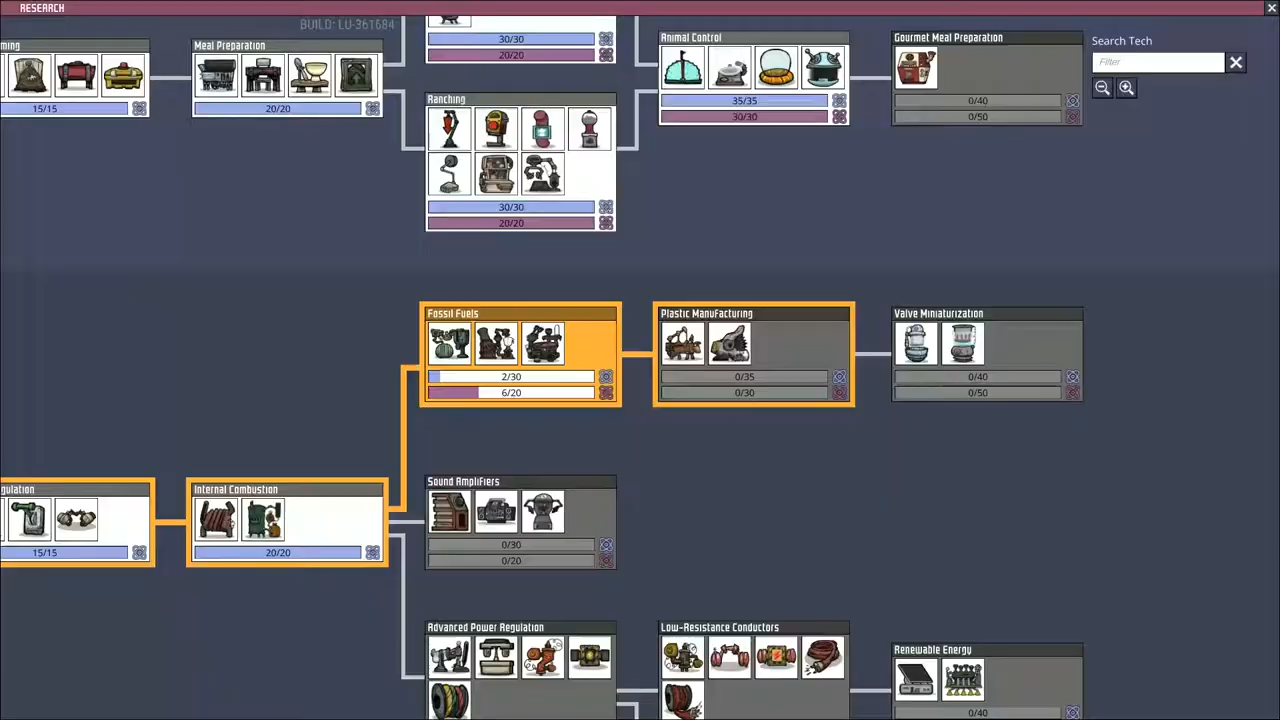 RESEARCH
BUILD: LU-361684
ming
15/15
Meal Preparation
20/20
30/30
20/20
Ranching
30/30
20/20
Animal Control
35/35
30/30
Gourmet Meal Preparation
0/40
0/50
Search Tech
Filter
Fossil Fuels
2/30
6/20
Plastic Manufacturing
0/35
0/30
Valve Miniaturization
0/40
0/50
gulation
15/15
Internal Combustion
20/20
Sound Amplifiers
0/30
0/20
Advanced Power Regulation
Low-Resistance Conductors
Renewable Energy
0/40